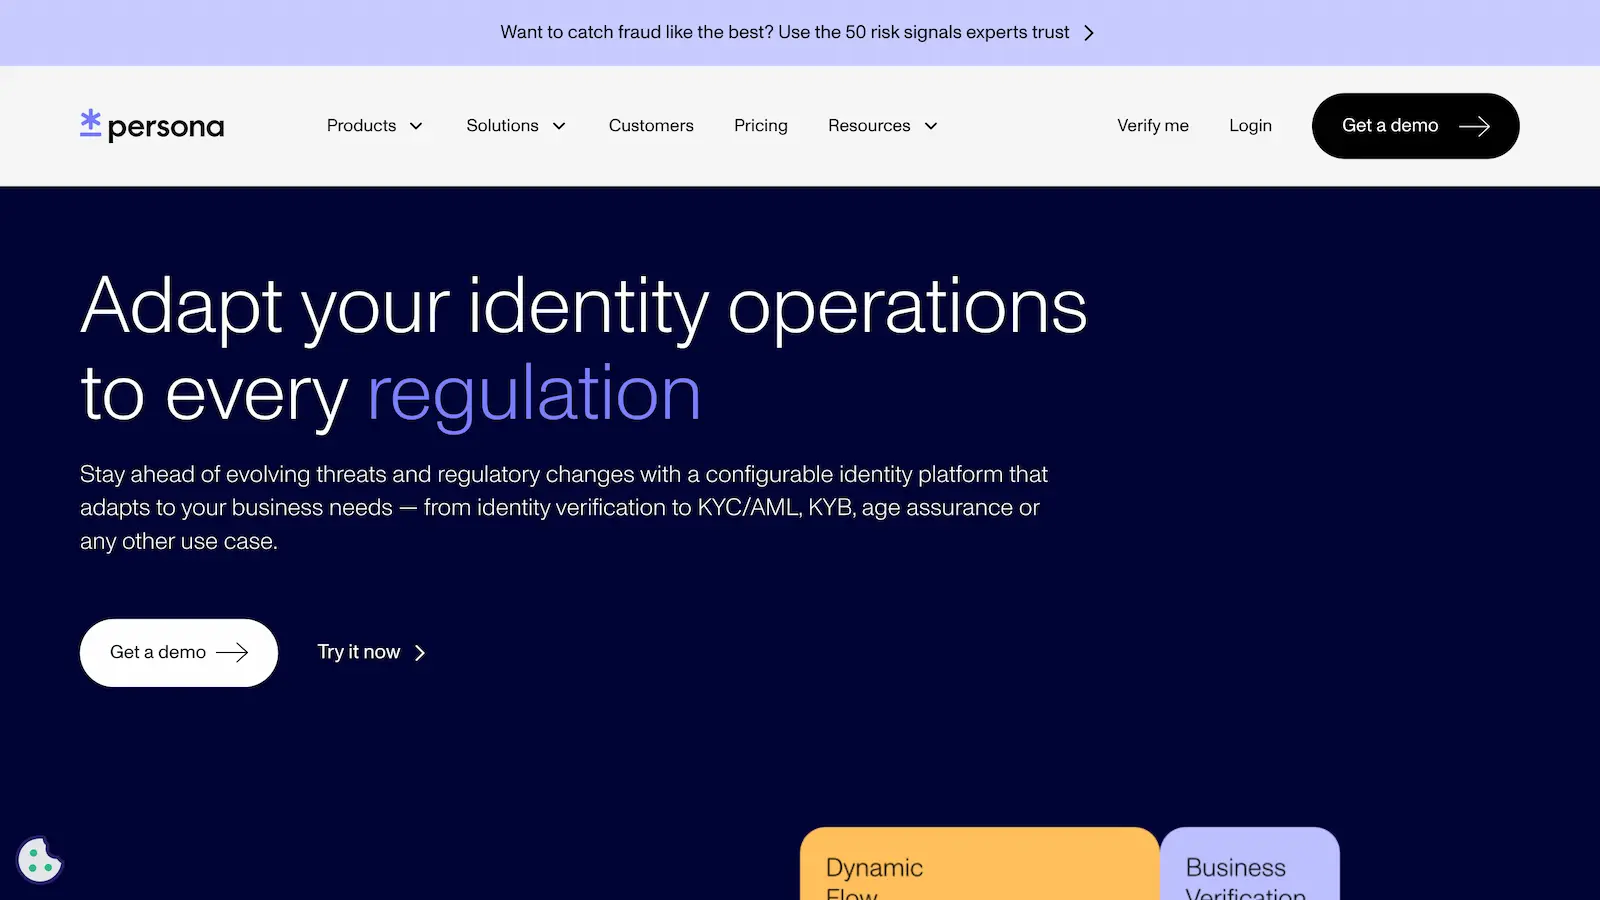 Want to catch fraud like the best? Use the 50 risk signals experts trust
persona
Products
Solutions
Customers
Pricing
Resources
Verify me
Login
Get a demo
Adapt your identity operations
to every regulation
Stay ahead of evolving threats and regulatory changes with a configurable identity platform that
adapts to your business needs — from identity verification to KYC/AML, KYB, age assurance or
any other use case.
Get a demo
Try it now
Dynamic
Flow
Business
Verification